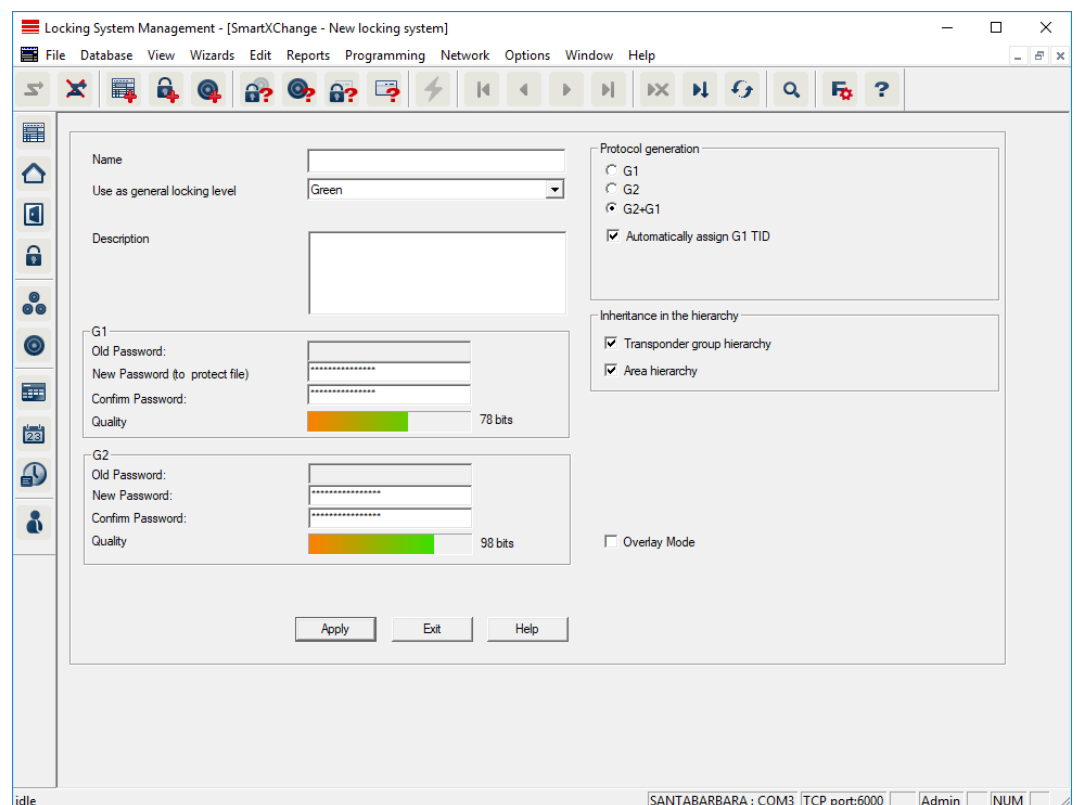 Locking System Management - [SmartXChange - New locking system]
File Database View Wizards Edit Reports Programming Network Options Window Help
Name
Use as general locking level
Green
Description
G1
Old Password:
New Password (to protect file)
***************
Confirm Password:
***************
Quality
78 bits
G2
Old Password:
New Password:
****************
Confirm Password:
****************
Quality
98 bits
Apply
Exit
Help
Protocol generation
G1
G2
G2+G1
Automatically assign G1 TID
Inheritance in the hierarchy
Transponder group hierarchy
Area hierarchy
Overlay Mode
idle
SANTABARBARA : COM3 TCP port:6000 Admin NUM